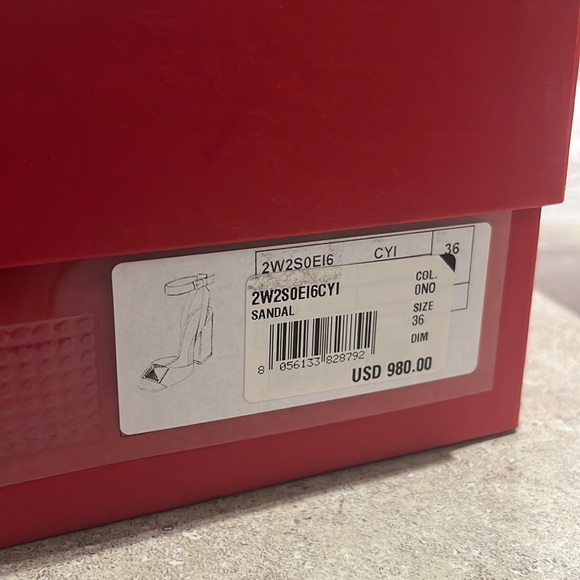 2W2S0EI6 CYI 36
2W2S0EI6CYI
SANDAL
COL.
0NO
SIZE
36
DIM
8 056133 828792
USD 980.00